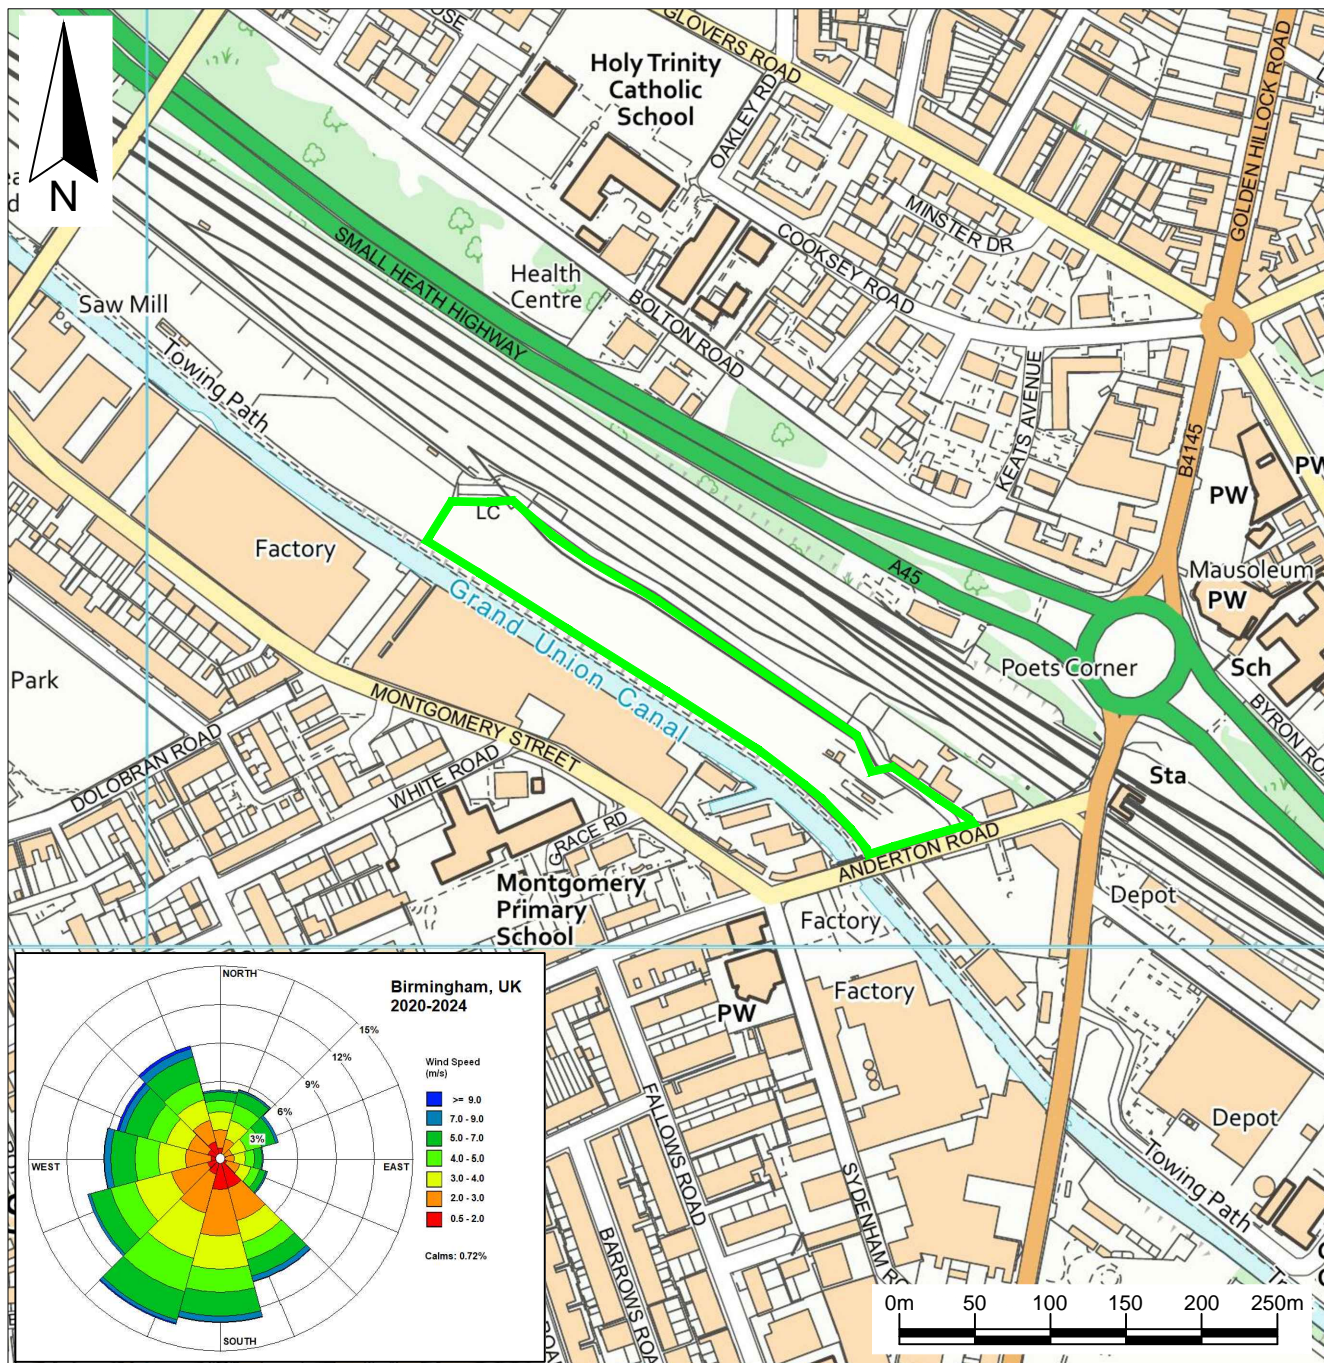 GLOVERS ROAD
Holy Trinity
Catholic
School
OAKLEY RD
GOLDEN HILLOCK ROAD
N
MINSTER DR
COOKSEY ROAD
SMALL HEATH HIGHWAY
Health
Centre
BOLTON ROAD
Saw Mill
Towing Path
KEATS AVENUE
B4145
PW
PW
LC
Factory
A45
Mausoleum
PW
Grand Union Canal
Poets Corner
Sch
Park
BYRON ROA
MONTGOMERY STREET
DOLOBRAN ROAD
WHITE ROAD
Sta
GRACE RD
ANDERTON ROAD
Montgomery
Primary
School
Depot
Factory
Factory
PW
FALLOWS ROAD
SYDENHAM RO
BARROWS ROA
Depot
Towing Path
NORTH
Birmingham, UK
2020-2024
15%
12%
9%
6%
3%
WEST
EAST
SOUTH
Wind Speed
(m/s)
>= 9.0
7.0 - 9.0
5.0 - 7.0
4.0 - 5.0
3.0 - 4.0
2.0 - 3.0
0.5 - 2.0
Calms: 0.72%
0m 50 100 150 200 250m